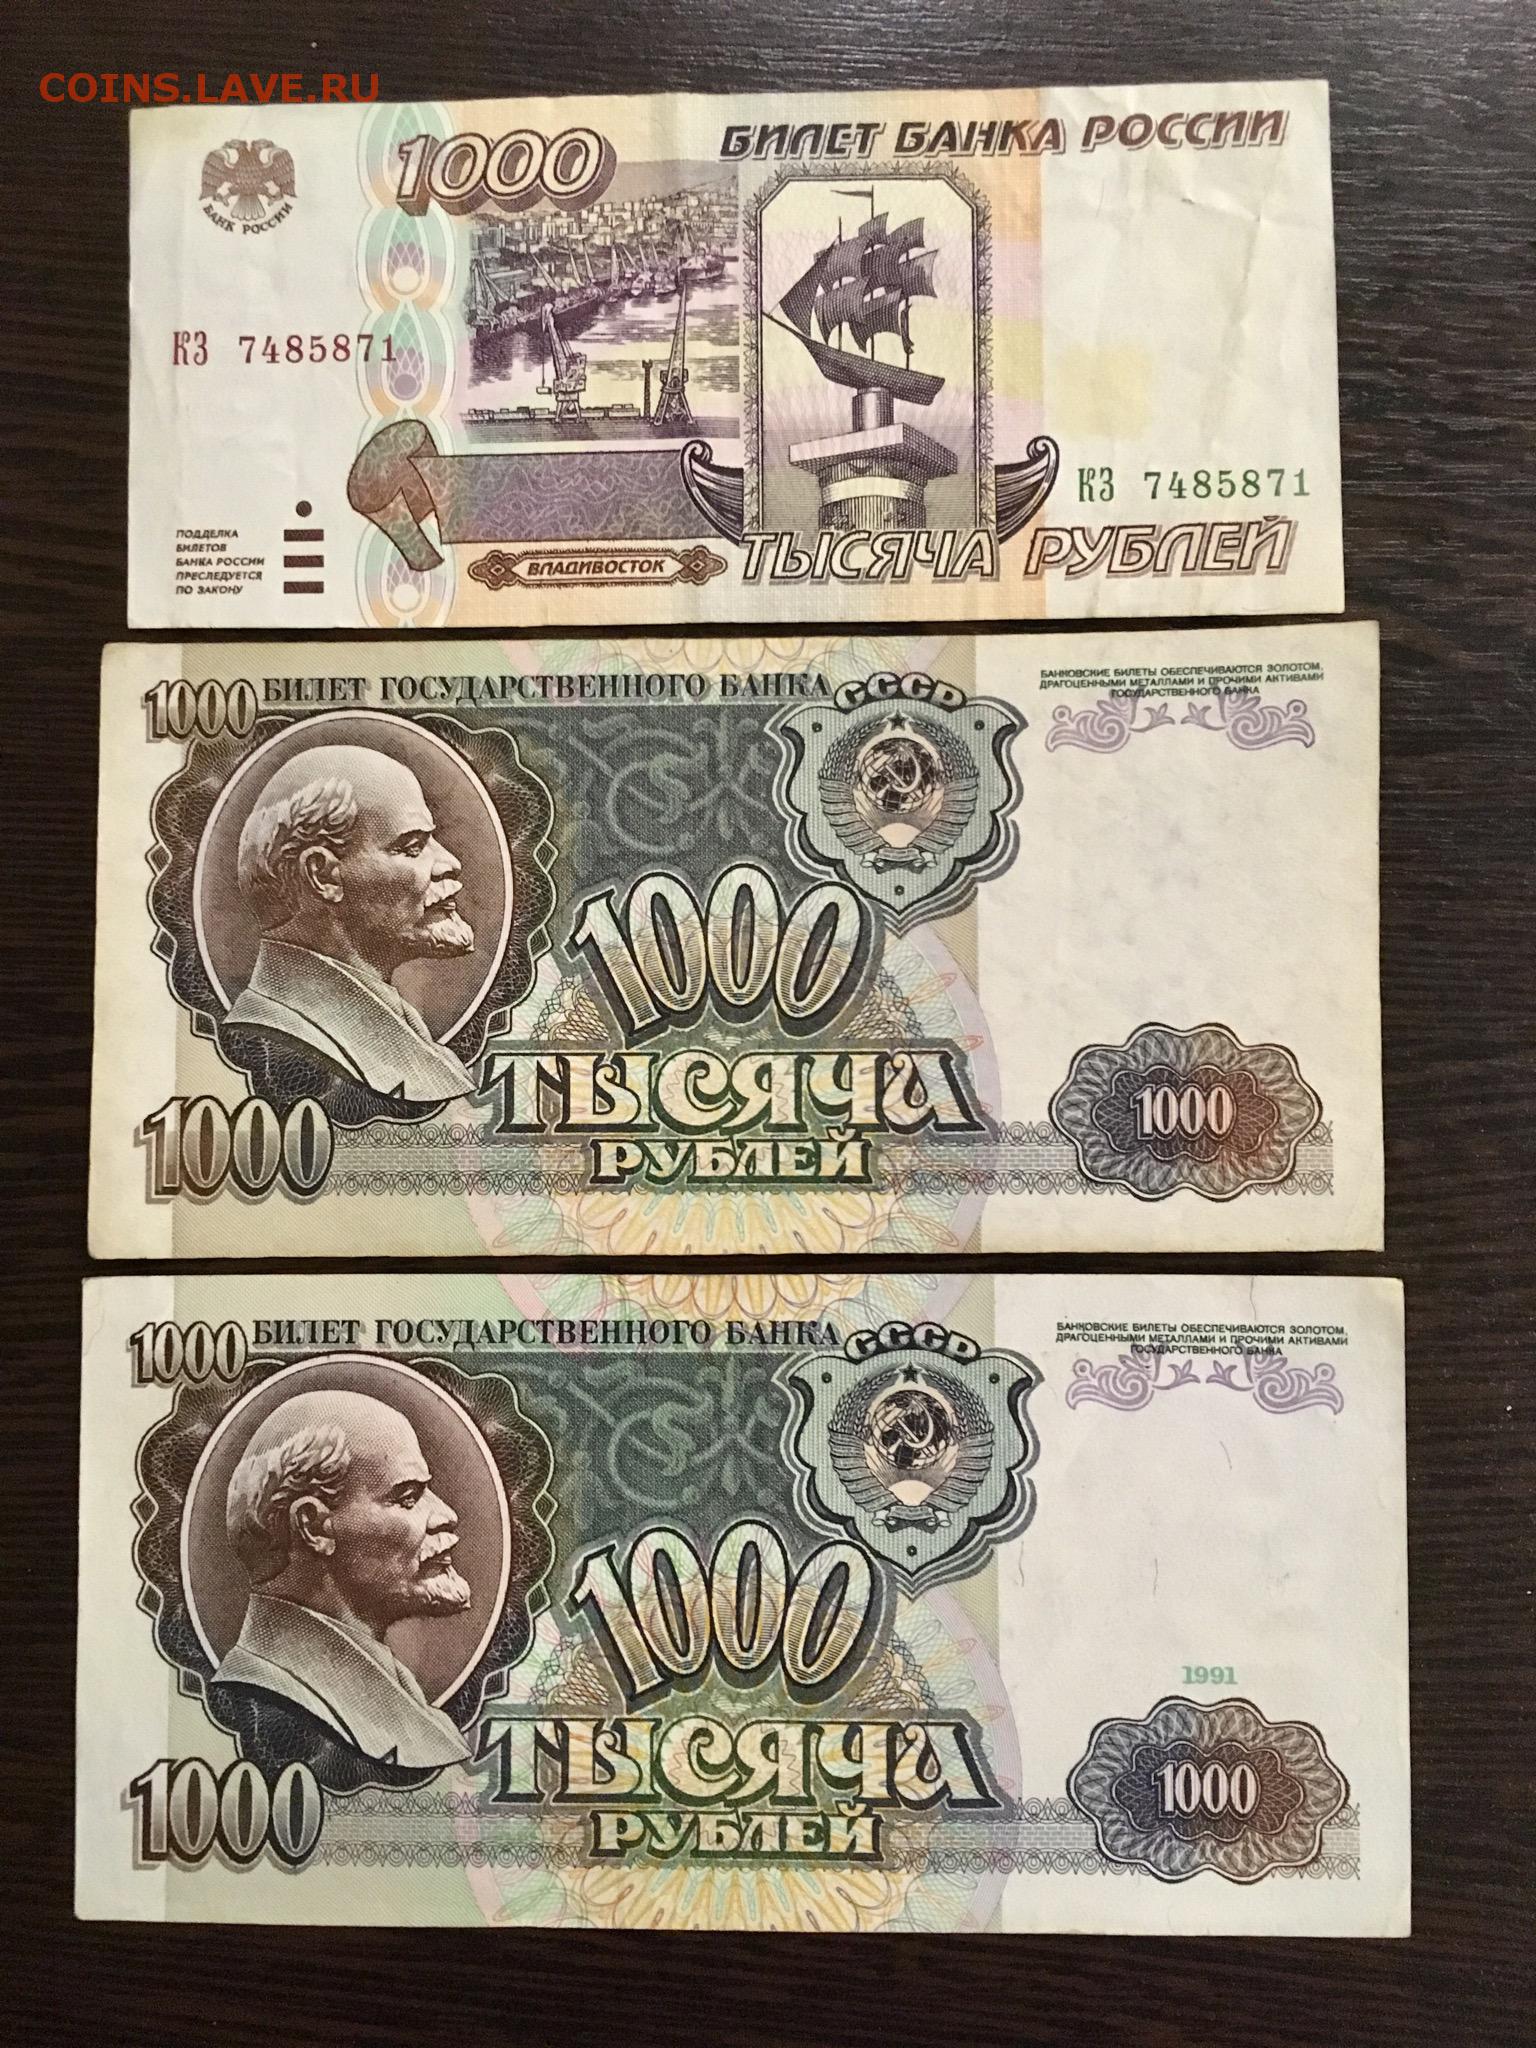 COINS.LAVE.RU
1000
БИЛЕТ БАНКА РОССИИ
БАНК РОССИИ
КЗ 7485871
КЗ 7485871
ПОДДЕЛКА
БИЛЕТОВ
БАНКА РОССИИ
ПРЕСЛЕДУЕТСЯ
ПО ЗАКОНУ
ВЛАДИВОСТОК
ТЫСЯЧА РУБЛЕЙ
1000
БИЛЕТ ГОСУДАРСТВЕННОГО БАНКА СССР
БАНКОВСКИЕ БИЛЕТЫ ОБЕСПЕЧИВАЮТСЯ ЗОЛОТОМ,
ДРАГОЦЕННЫМИ МЕТАЛЛАМИ И ПРОЧИМИ АКТИВАМИ
ГОСУДАРСТВЕННОГО БАНКА
1000
ТЫСЯЧА
РУБЛЕЙ
1000
1000
1000
БИЛЕТ ГОСУДАРСТВЕННОГО БАНКА СССР
БАНКОВСКИЕ БИЛЕТЫ ОБЕСПЕЧИВАЮТСЯ ЗОЛОТОМ,
ДРАГОЦЕННЫМИ МЕТАЛЛАМИ И ПРОЧИМИ АКТИВАМИ
ГОСУДАРСТВЕННОГО БАНКА
1000
1991
ТЫСЯЧА
РУБЛЕЙ
1000
1000